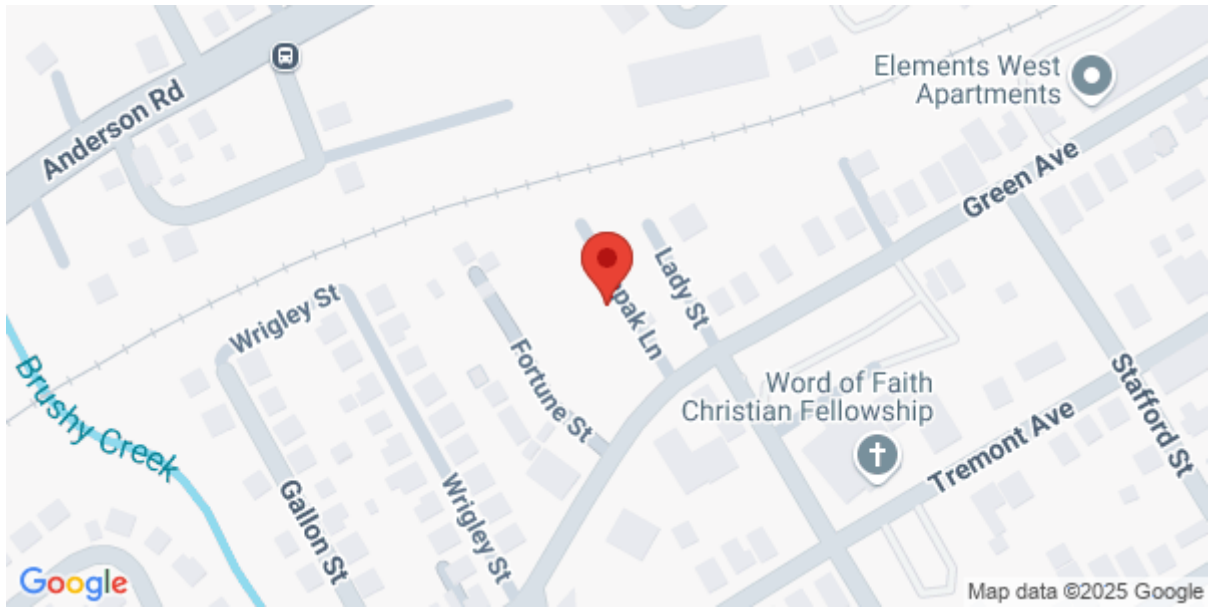 Elements West
Apartments
Anderson Rd
Green Ave
Lady St
Ln
Wrigley St
Fortune St
Brushy Creek
Word of Faith
Christian Fellowship
Stafford St
Tremont Ave
Gallon St
Wrigley St
Google
Map data ©2025 Google